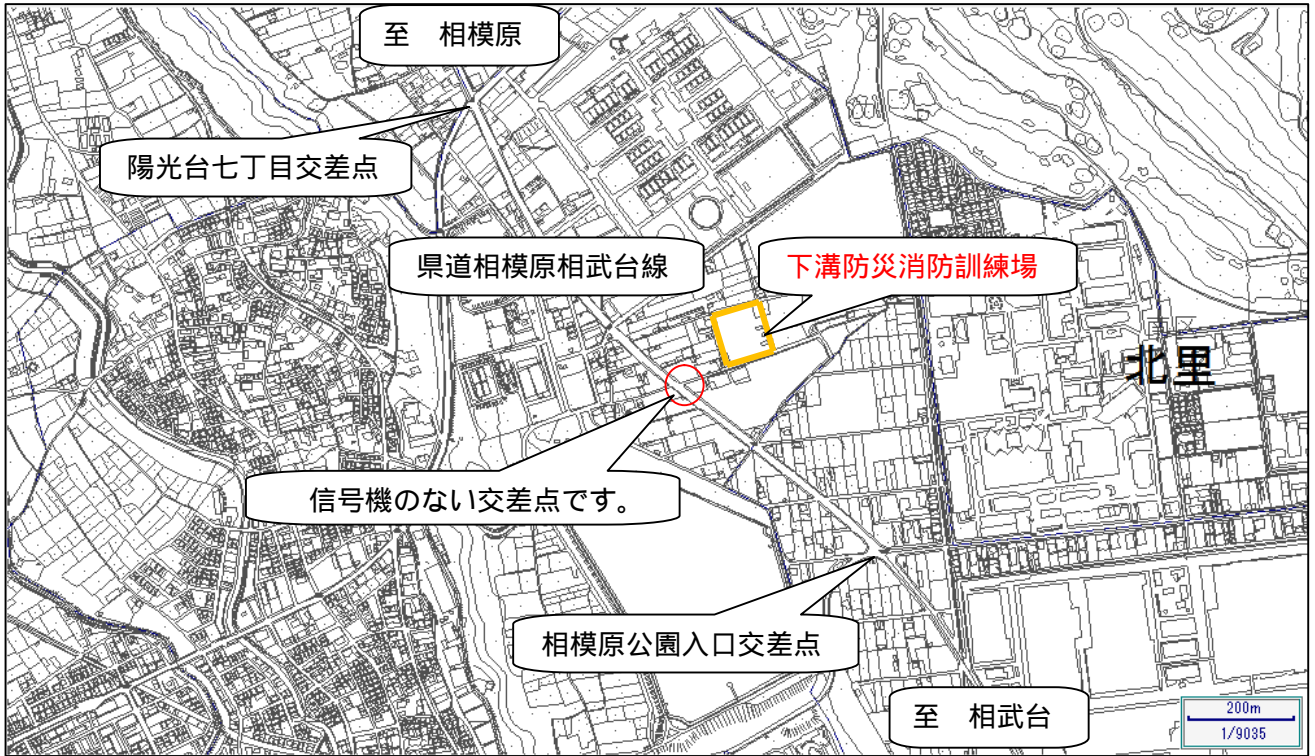 至　相模原
陽光台七丁目交差点
県道相模原相武台線
下溝防災消防訓練場
北里
信号機のない交差点です。
相模原公園入口交差点
至　相武台
200m
1/9035